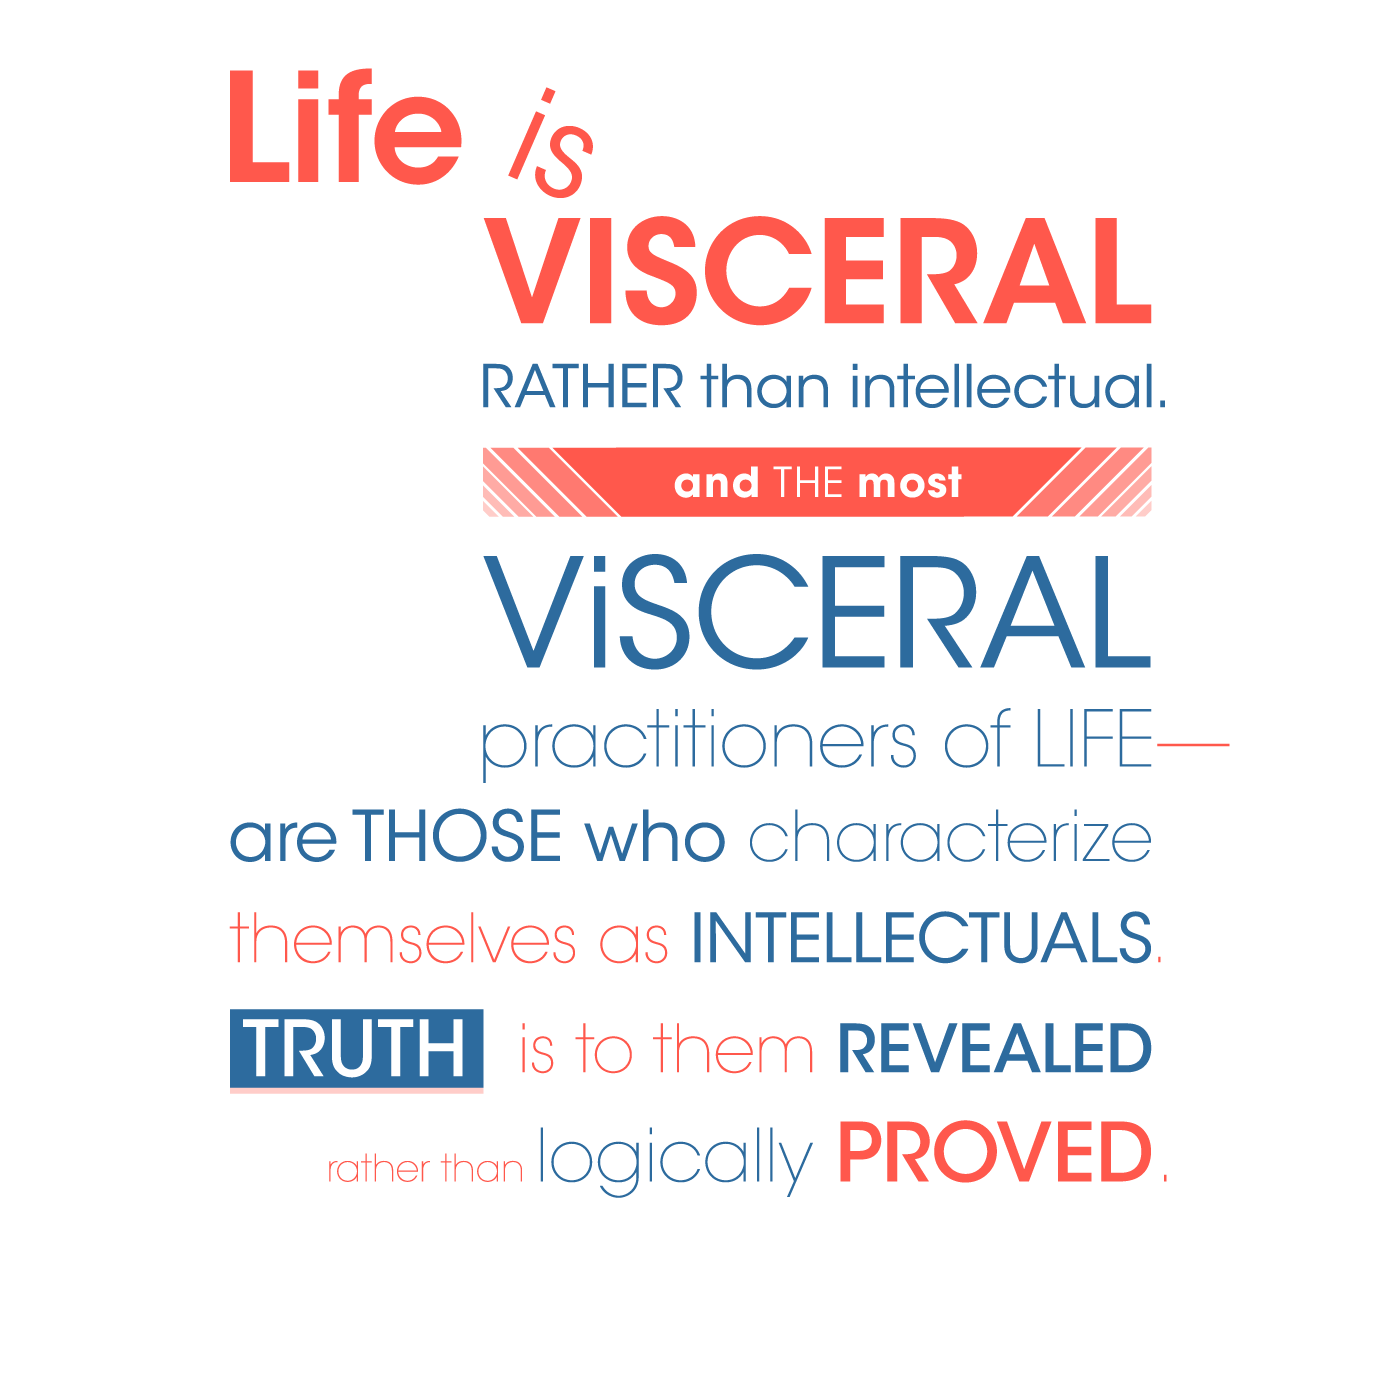 Life is
VISCERAL
RATHER than intellectual.
and THE most
ViSCERAL
practitioners of LIFE—
are THOSE who characterize
themselves as INTELLECTUALS.
TRUTH is to them REVEALED
rather than logically PROVED.